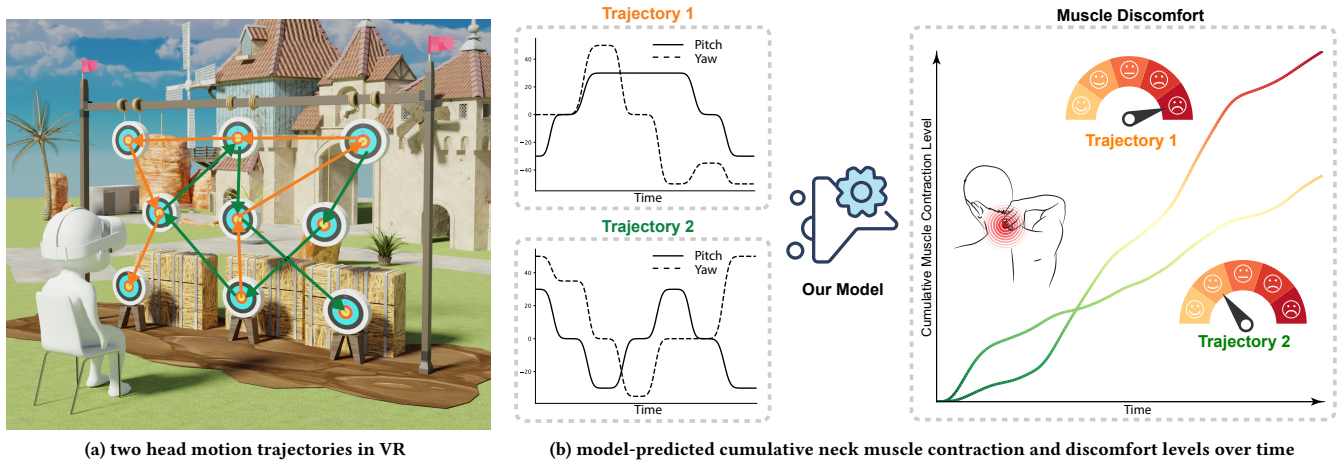 Trajectory 1
Pitch
Yaw
40
20
0
−20
−40
Time
Trajectory 2
Pitch
Yaw
40
20
0
−20
Time
Our Model
Muscle Discomfort
Cumulative Muscle Contraction Level
Trajectory 1
Trajectory 2
Time
(a) two head motion trajectories in VR
(b) model-predicted cumulative neck muscle contraction and discomfort levels over time